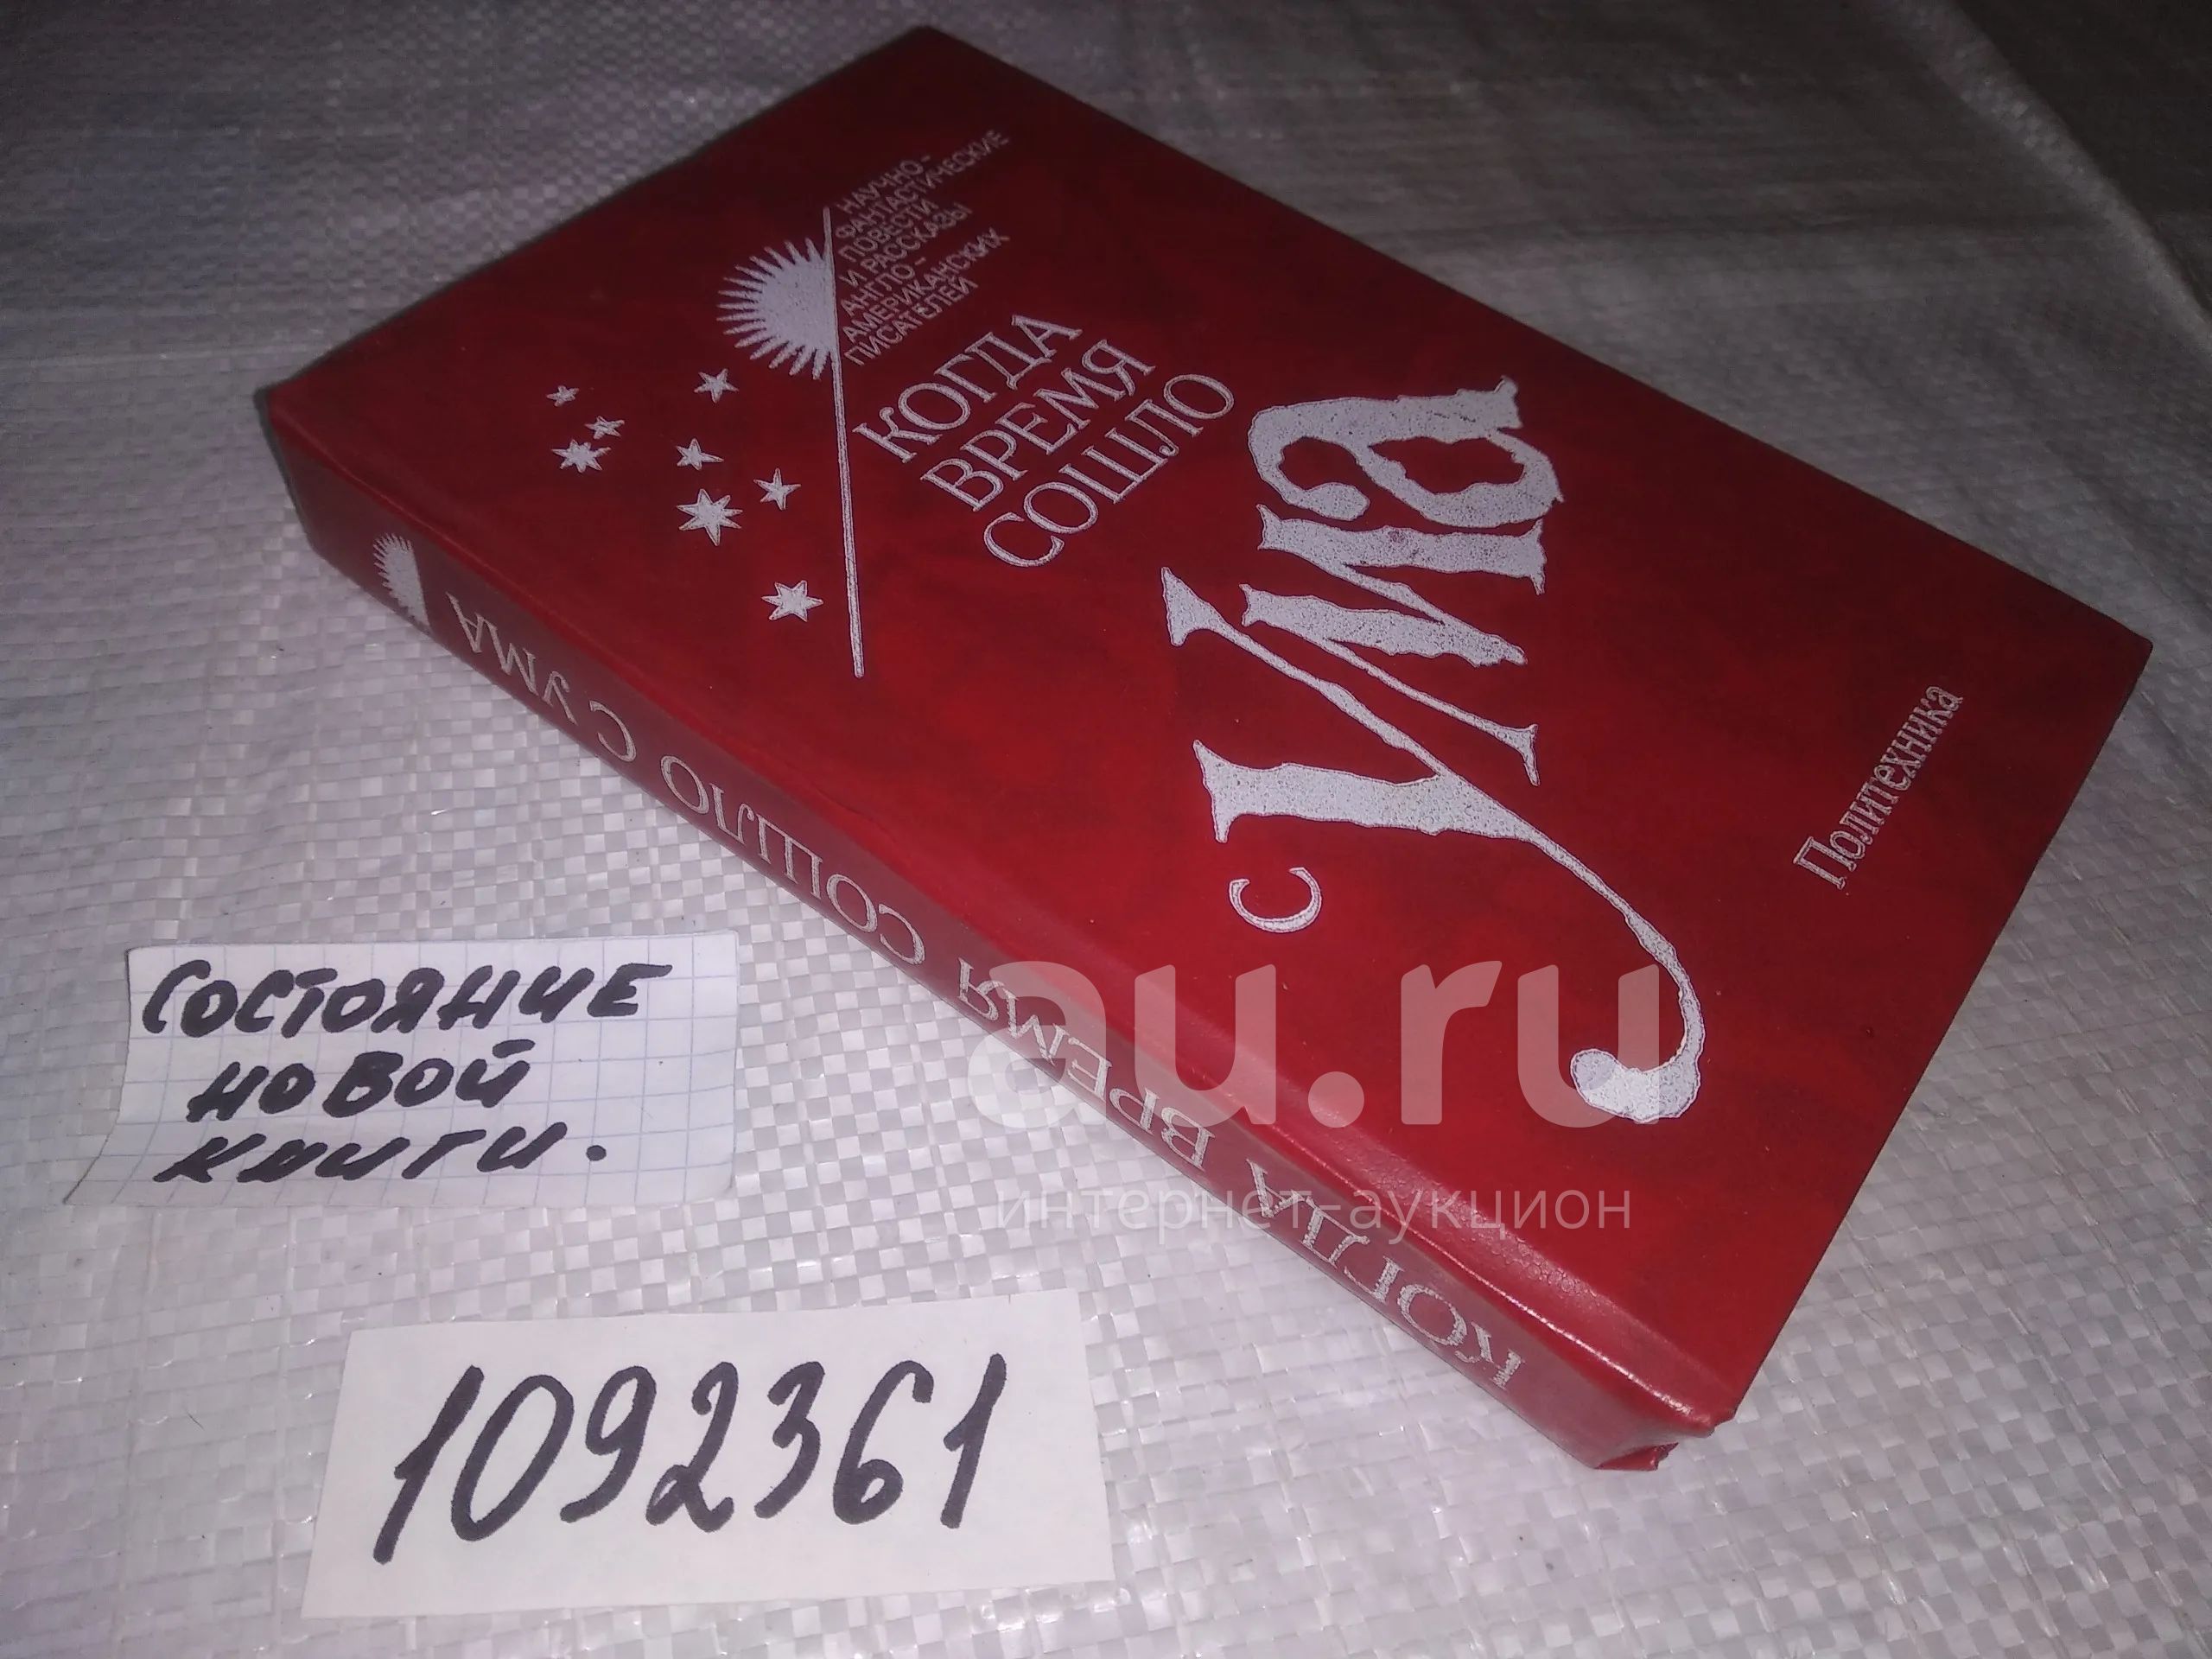 НАУЧНО-
ФАНТАСТИЧЕСКИЕ
ПОВЕСТИ
И РАССКАЗЫ
АНГЛО-
АМЕРИКАНСКИХ
ПИСАТЕЛЕЙ
КОГДА
ВРЕМЯ
СОШЛО
с ума
Политехника
КОГДА ВРЕМЯ СОШЛО С УМА
СОСТОЯНИЕ
НОВОЙ
КНИГИ.
1092361
au.ru
интернет-аукцион